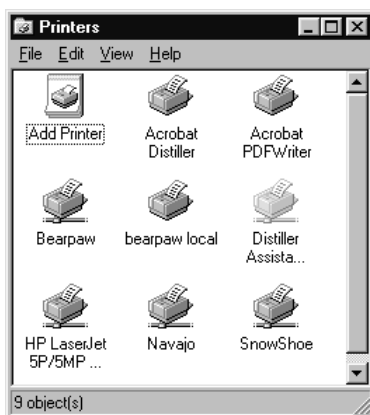 Printers
File Edit View Help
Add Printer
Acrobat
Distiller
Acrobat
PDFWriter
Bearpaw
bearpaw local
Distiller
Assista...
HP LaserJet
5P/5MP ...
Navajo
SnowShoe
9 object(s)